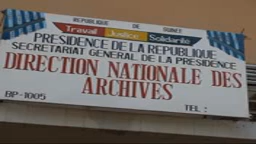 REPUBLIQUE DE GUINEE
Travail Justice Solidarité
PRESIDENCE DE LA REPUBLIQUE
SECRETARIAT GENERAL DE LA PRESIDENCE
DIRECTION NATIONALE DES
ARCHIVES
BP-1005 TEL :